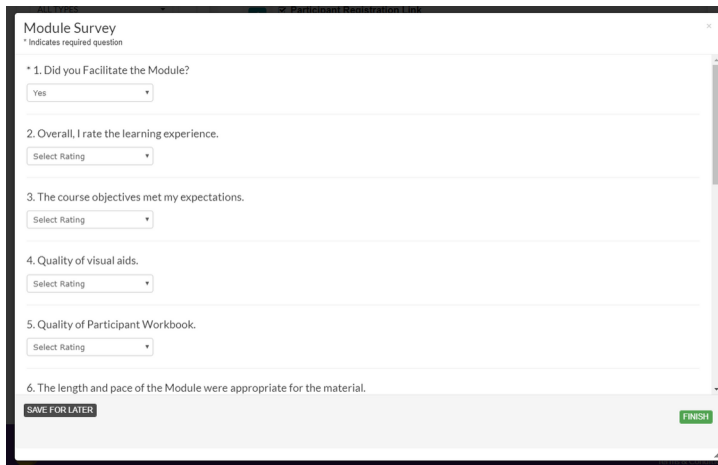 ALL TYPES
Participant Registration Link
Module Survey
×
* Indicates required question
* 1. Did you Facilitate the Module?
Yes
2. Overall, I rate the learning experience.
Select Rating
3. The course objectives met my expectations.
Select Rating
4. Quality of visual aids.
Select Rating
5. Quality of Participant Workbook.
Select Rating
6. The length and pace of the Module were appropriate for the material.
SAVE FOR LATER
FINISH